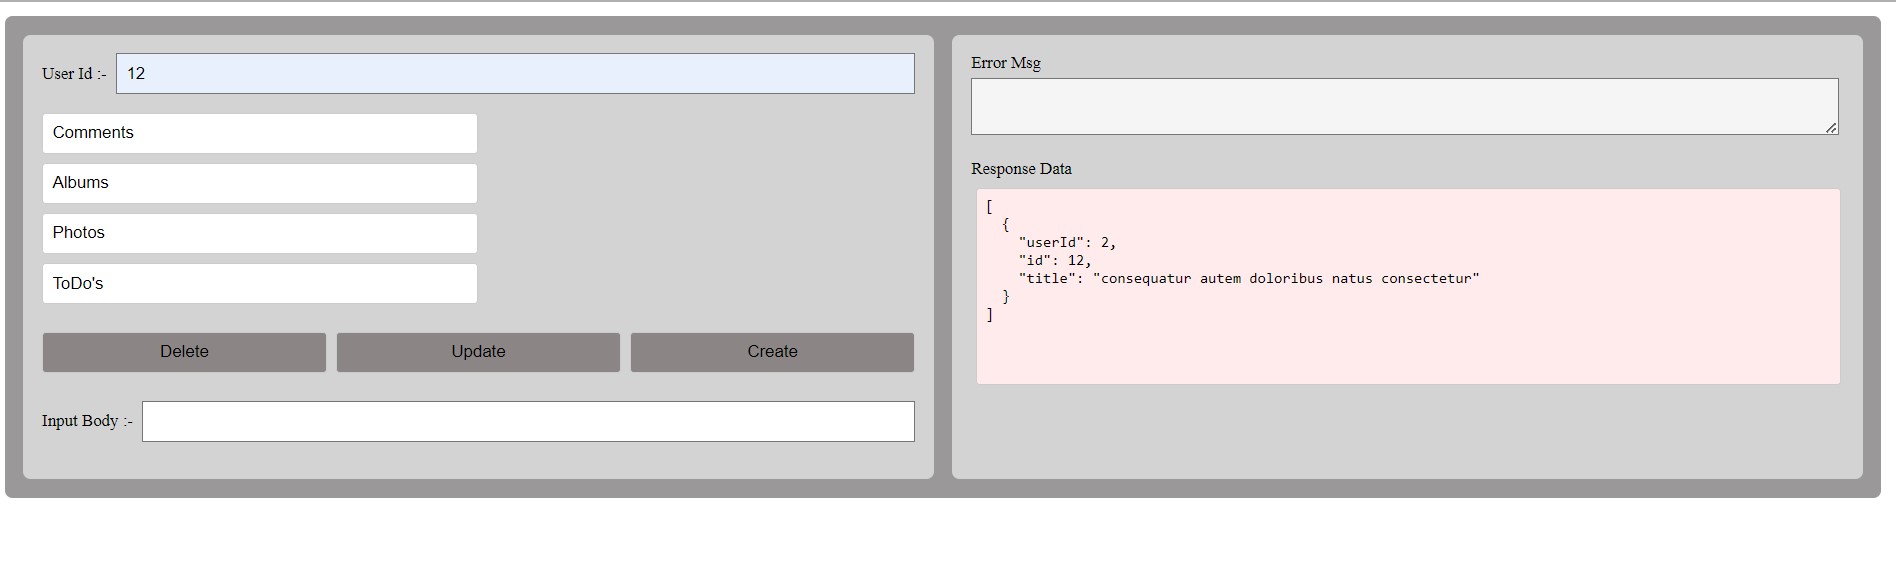 User Id :- 12
Comments
Albums
Photos
ToDo's
Delete Update Create
Input Body :-
Error Msg
Response Data
[
  {
    "userId": 2,
    "id": 12,
    "title": "consequatur autem doloribus natus consectetur"
  }
]